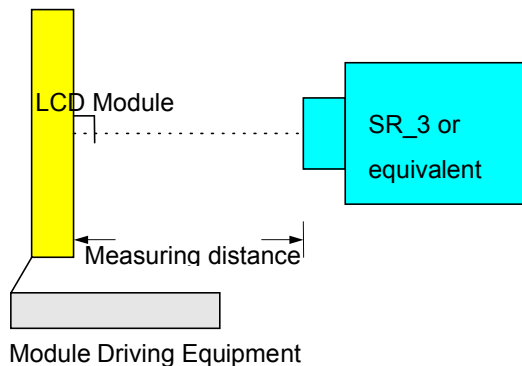 LCD Module
SR_3 or
equivalent
Measuring distance
Module Driving Equipment